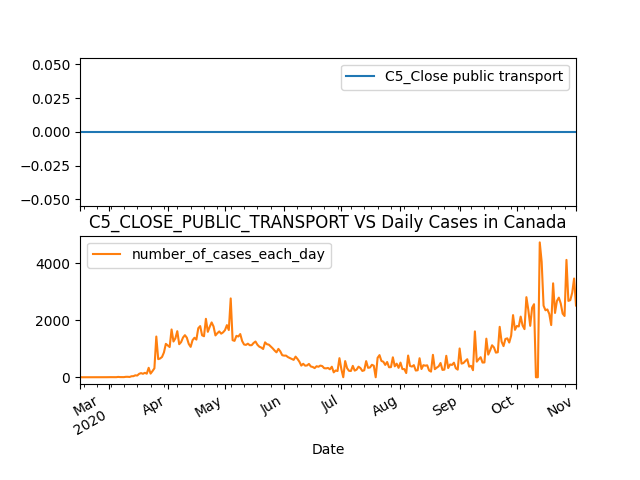 0.050
0.025
0.000
−0.025
−0.050
C5_Close public transport
C5_CLOSE_PUBLIC_TRANSPORT VS Daily Cases in Canada
4000
2000
0
number_of_cases_each_day
Mar
2020
Apr
May
Jun
Jul
Aug
Sep
Oct
Nov
Date